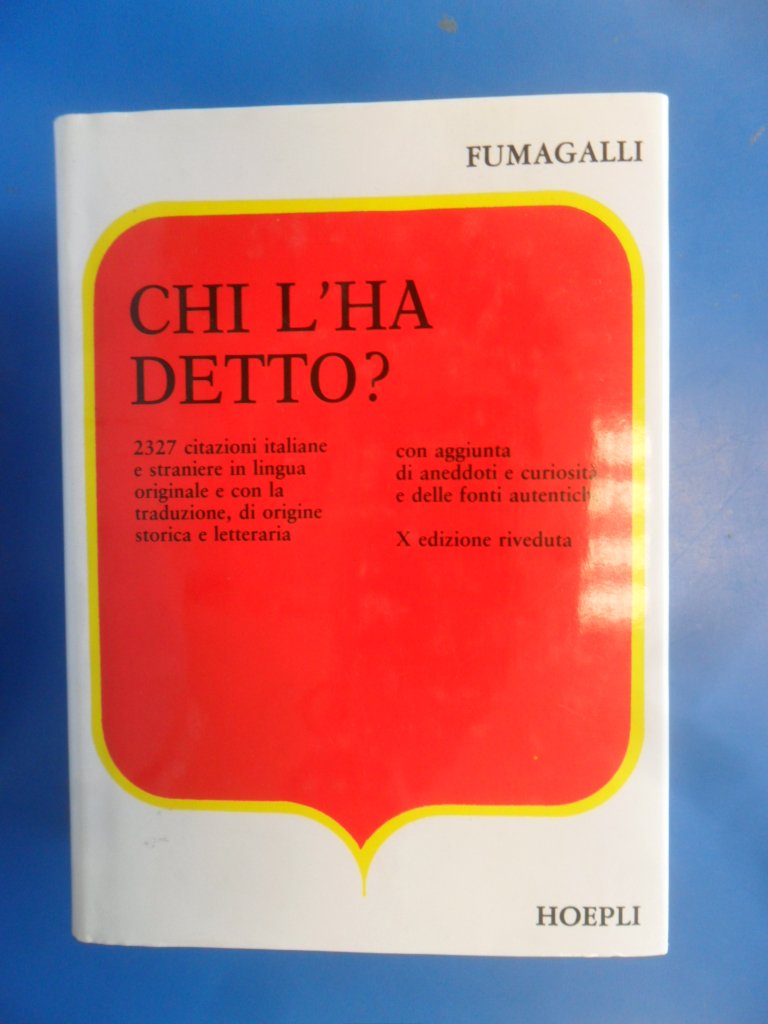 FUMAGALLI
CHI L'HA
DETTO?
2327 citazioni italiane
e straniere in lingua
originale e con la
traduzione, di origine
storica e letteraria
con aggiunta
di aneddoti e curiosità
e delle fonti autentich
X edizione riveduta
HOEPLI